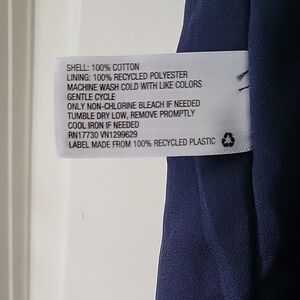 SHELL: 100% COTTON
LINING: 100% RECYCLED POLYESTER
MACHINE WASH COLD WITH LIKE COLORS
GENTLE CYCLE
ONLY NON-CHLORINE BLEACH IF NEEDED
TUMBLE DRY LOW, REMOVE PROMPTLY
COOL IRON IF NEEDED
RN17730 VN1299629
LABEL MADE FROM 100% RECYCLED PLASTIC